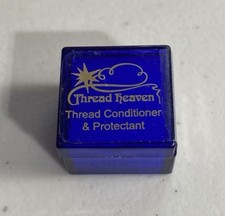 Thread Heaven
Thread Conditioner
& Protectant